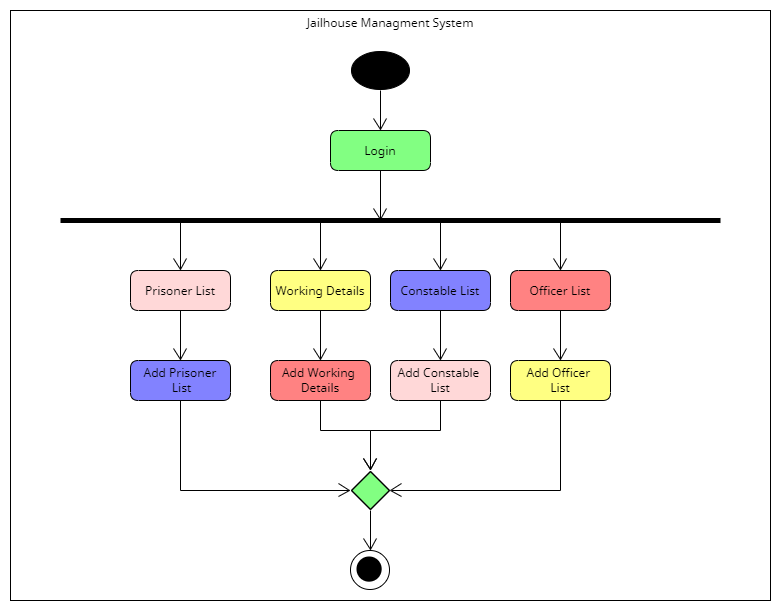 Jailhouse Managment System
Login
Prisoner List
Working Details
Constable List
Officer List
Add Prisoner
List
Add Working
Details
Add Constable
List
Add Officer
List